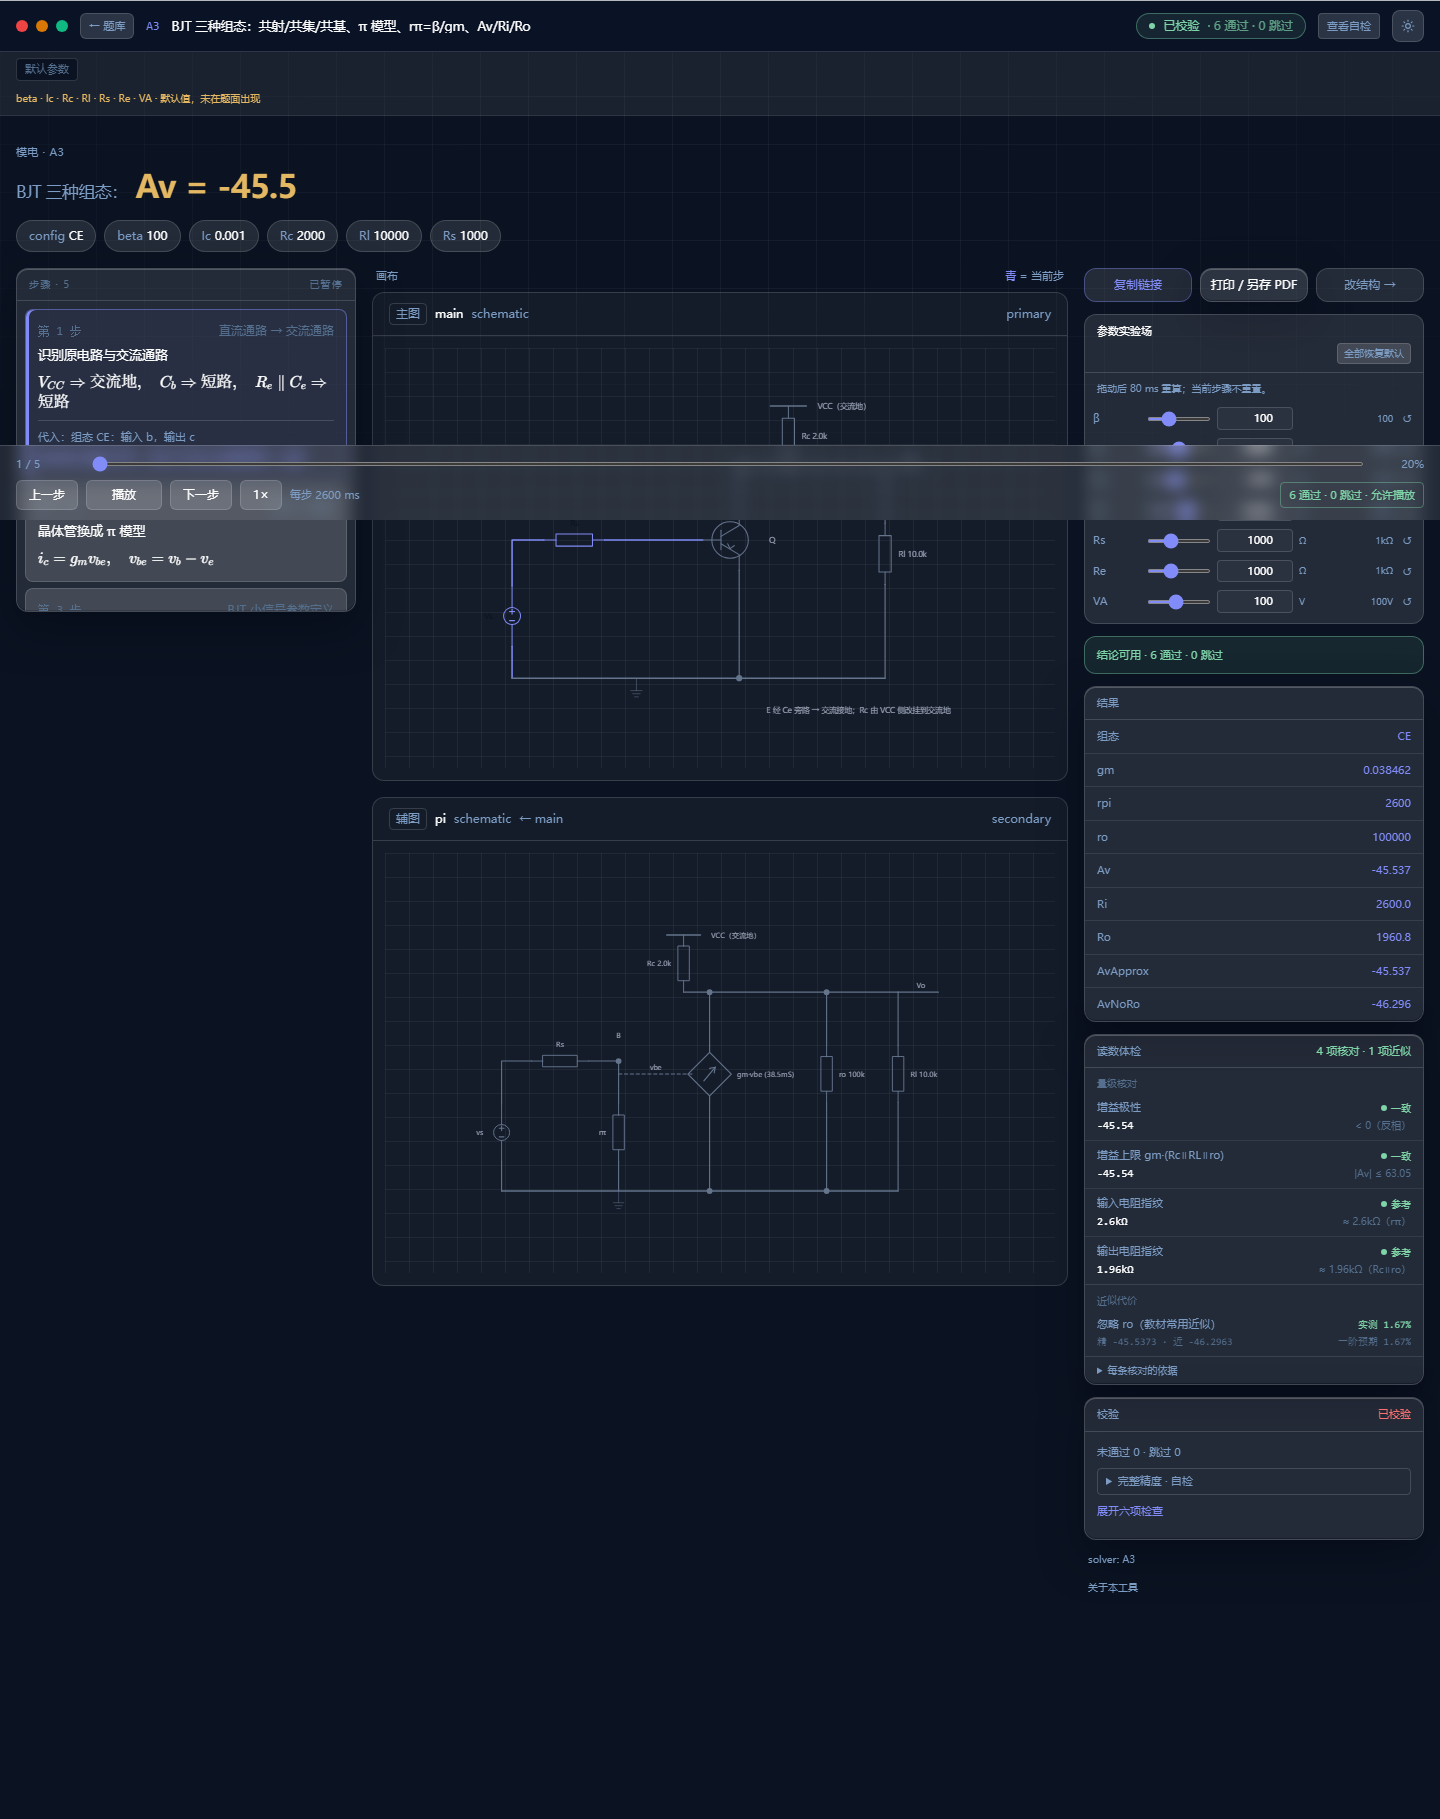 ← 题库 A3 BJT 三种组态：共射/共集/共基、π 模型、rπ=β/gm、Av/Ri/Ro
已校验 · 6 通过 · 0 跳过 查看自检
默认参数
beta · Ic · Rc · Rl · Rs · Re · VA · 默认值，未在题面出现
模电 · A3
BJT 三种组态： Av = -45.5
config CE beta 100 Ic 0.001 Rc 2000 Rl 10000 Rs 1000
步骤 · 5 已暂停
第 1 步 直流通路 → 交流通路
识别原电路与交流通路
V_CC ⇒ 交流地， C_b ⇒ 短路， R_e ∥ C_e ⇒
短路
代入：组态 CE：输入 b，输出 c
1 / 5 20%
上一步 播放 下一步 1× 每步 2600 ms
6 通过 · 0 跳过 · 允许播放
晶体管换成 π 模型
i_c = g_m v_be， v_be = v_b − v_e
第 3 步 BJT 小信号参数定义
画布 青 = 当前步
主图 main schematic primary
VCC（交流地）
Rc 2.0k
Q
Rl 10.0k
E 经 Ce 旁路 → 交流接地；Rc 由 VCC 侧改挂到交流地
辅图 pi schematic ← main secondary
VCC（交流地）
Rc 2.0k
Vo
B
Rs
vbe
gm·vbe (38.5mS)
ro 100k
Rl 10.0k
vs
rπ
复制链接 打印 / 另存 PDF 改结构 →
参数实验场
全部恢复默认
拖动后 80 ms 重算；当前步骤不重置。
β 100 100 ↺
Rs 1000 Ω 1kΩ ↺
Re 1000 Ω 1kΩ ↺
VA 100 V 100V ↺
结论可用 · 6 通过 · 0 跳过
结果
组态 CE
gm 0.038462
rpi 2600
ro 100000
Av -45.537
Ri 2600.0
Ro 1960.8
AvApprox -45.537
AvNoRo -46.296
读数体检 4 项核对 · 1 项近似
量级核对
增益极性 一致
-45.54 < 0（反相）
增益上限 gm·(Rc∥RL∥ro) 一致
-45.54 |Av| ≤ 63.05
输入电阻指纹 参考
2.6kΩ ≈ 2.6kΩ（rπ）
输出电阻指纹 参考
1.96kΩ ≈ 1.96kΩ（Rc∥ro）
近似代价
忽略 ro（教材常用近似） 实测 1.67%
精 -45.5373 · 近 -46.2963 一阶预期 1.67%
▶ 每条核对的依据
校验 已校验
未通过 0 · 跳过 0
▶ 完整精度 · 自检
展开六项检查
solver: A3
关于本工具